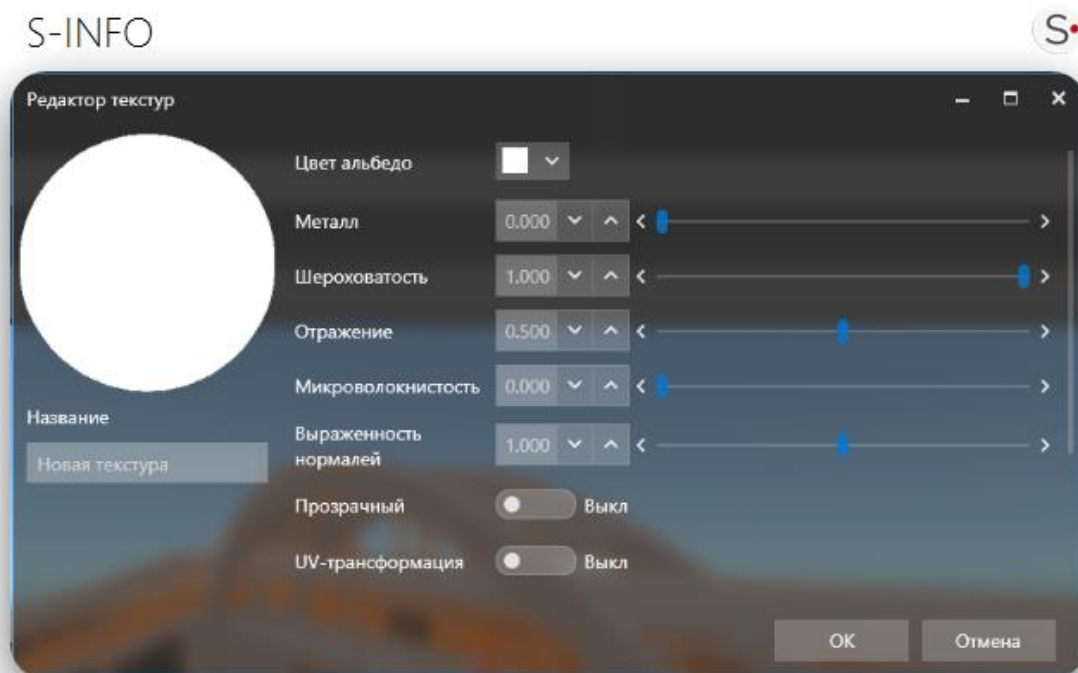 S-INFO
S
Редактор текстур
Цвет альбедо
Металл 0.000
Шероховатость 1.000
Отражение 0.500
Микроволокнистость 0.000
Название
Новая текстура
Выраженность
нормалей 1.000
Прозрачный Выкл
UV-трансформация Выкл
OK Отмена